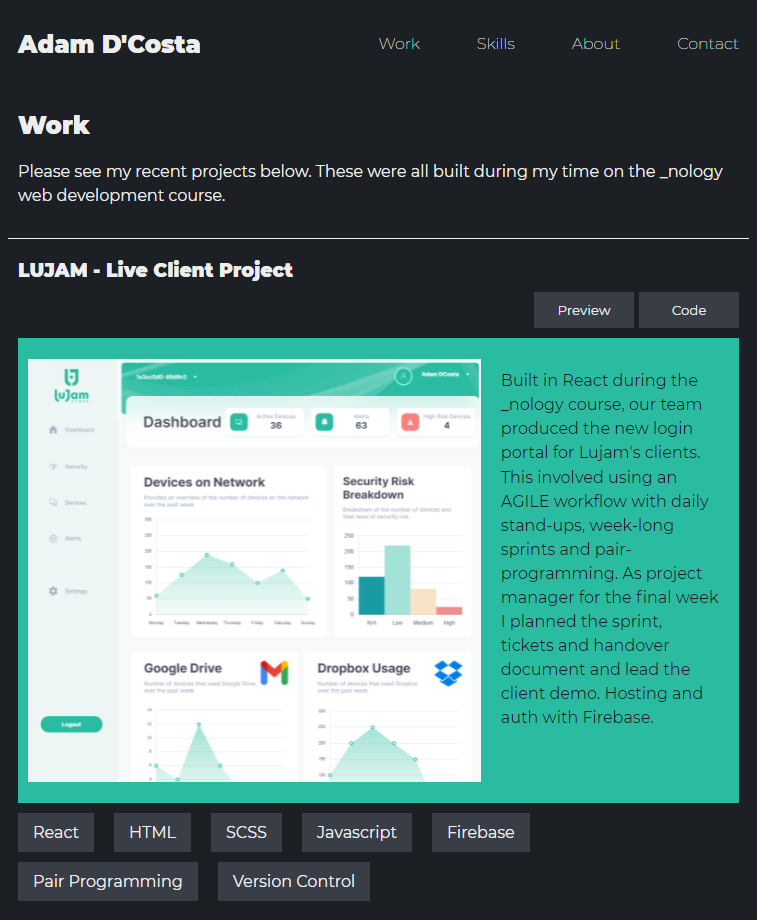 Adam D'Costa
Work Skills About Contact
Work
Please see my recent projects below. These were all built during my time on the _nology
web development course.
LUJAM - Live Client Project
Preview Code
luJam
Adam DCosta
Dashboard
Security
Devices
Alerts
Settings
Logout
Dashboard
Active Devices
36
Alerts
63
High Risk Devices
4
Devices on Network
Provides an overview of the number of devices on the network
over the past week
Monday Tuesday Wednesday Thursday Friday Saturday Sunday
Security Risk
Breakdown
Breakdown of the number of devices and
their level of security risk.
250
200
150
100
50
0
N/A Low Medium High
Google Drive
Number of devices that used Google Drive
over the past week
Dropbox Usage
Number of devices that used Dropbox
over the past week
Built in React during the
_nology course, our team
produced the new login
portal for Lujam's clients.
This involved using an
AGILE workflow with daily
stand-ups, week-long
sprints and pair-
programming. As project
manager for the final week
I planned the sprint,
tickets and handover
document and lead the
client demo. Hosting and
auth with Firebase.
React HTML SCSS Javascript Firebase
Pair Programming Version Control